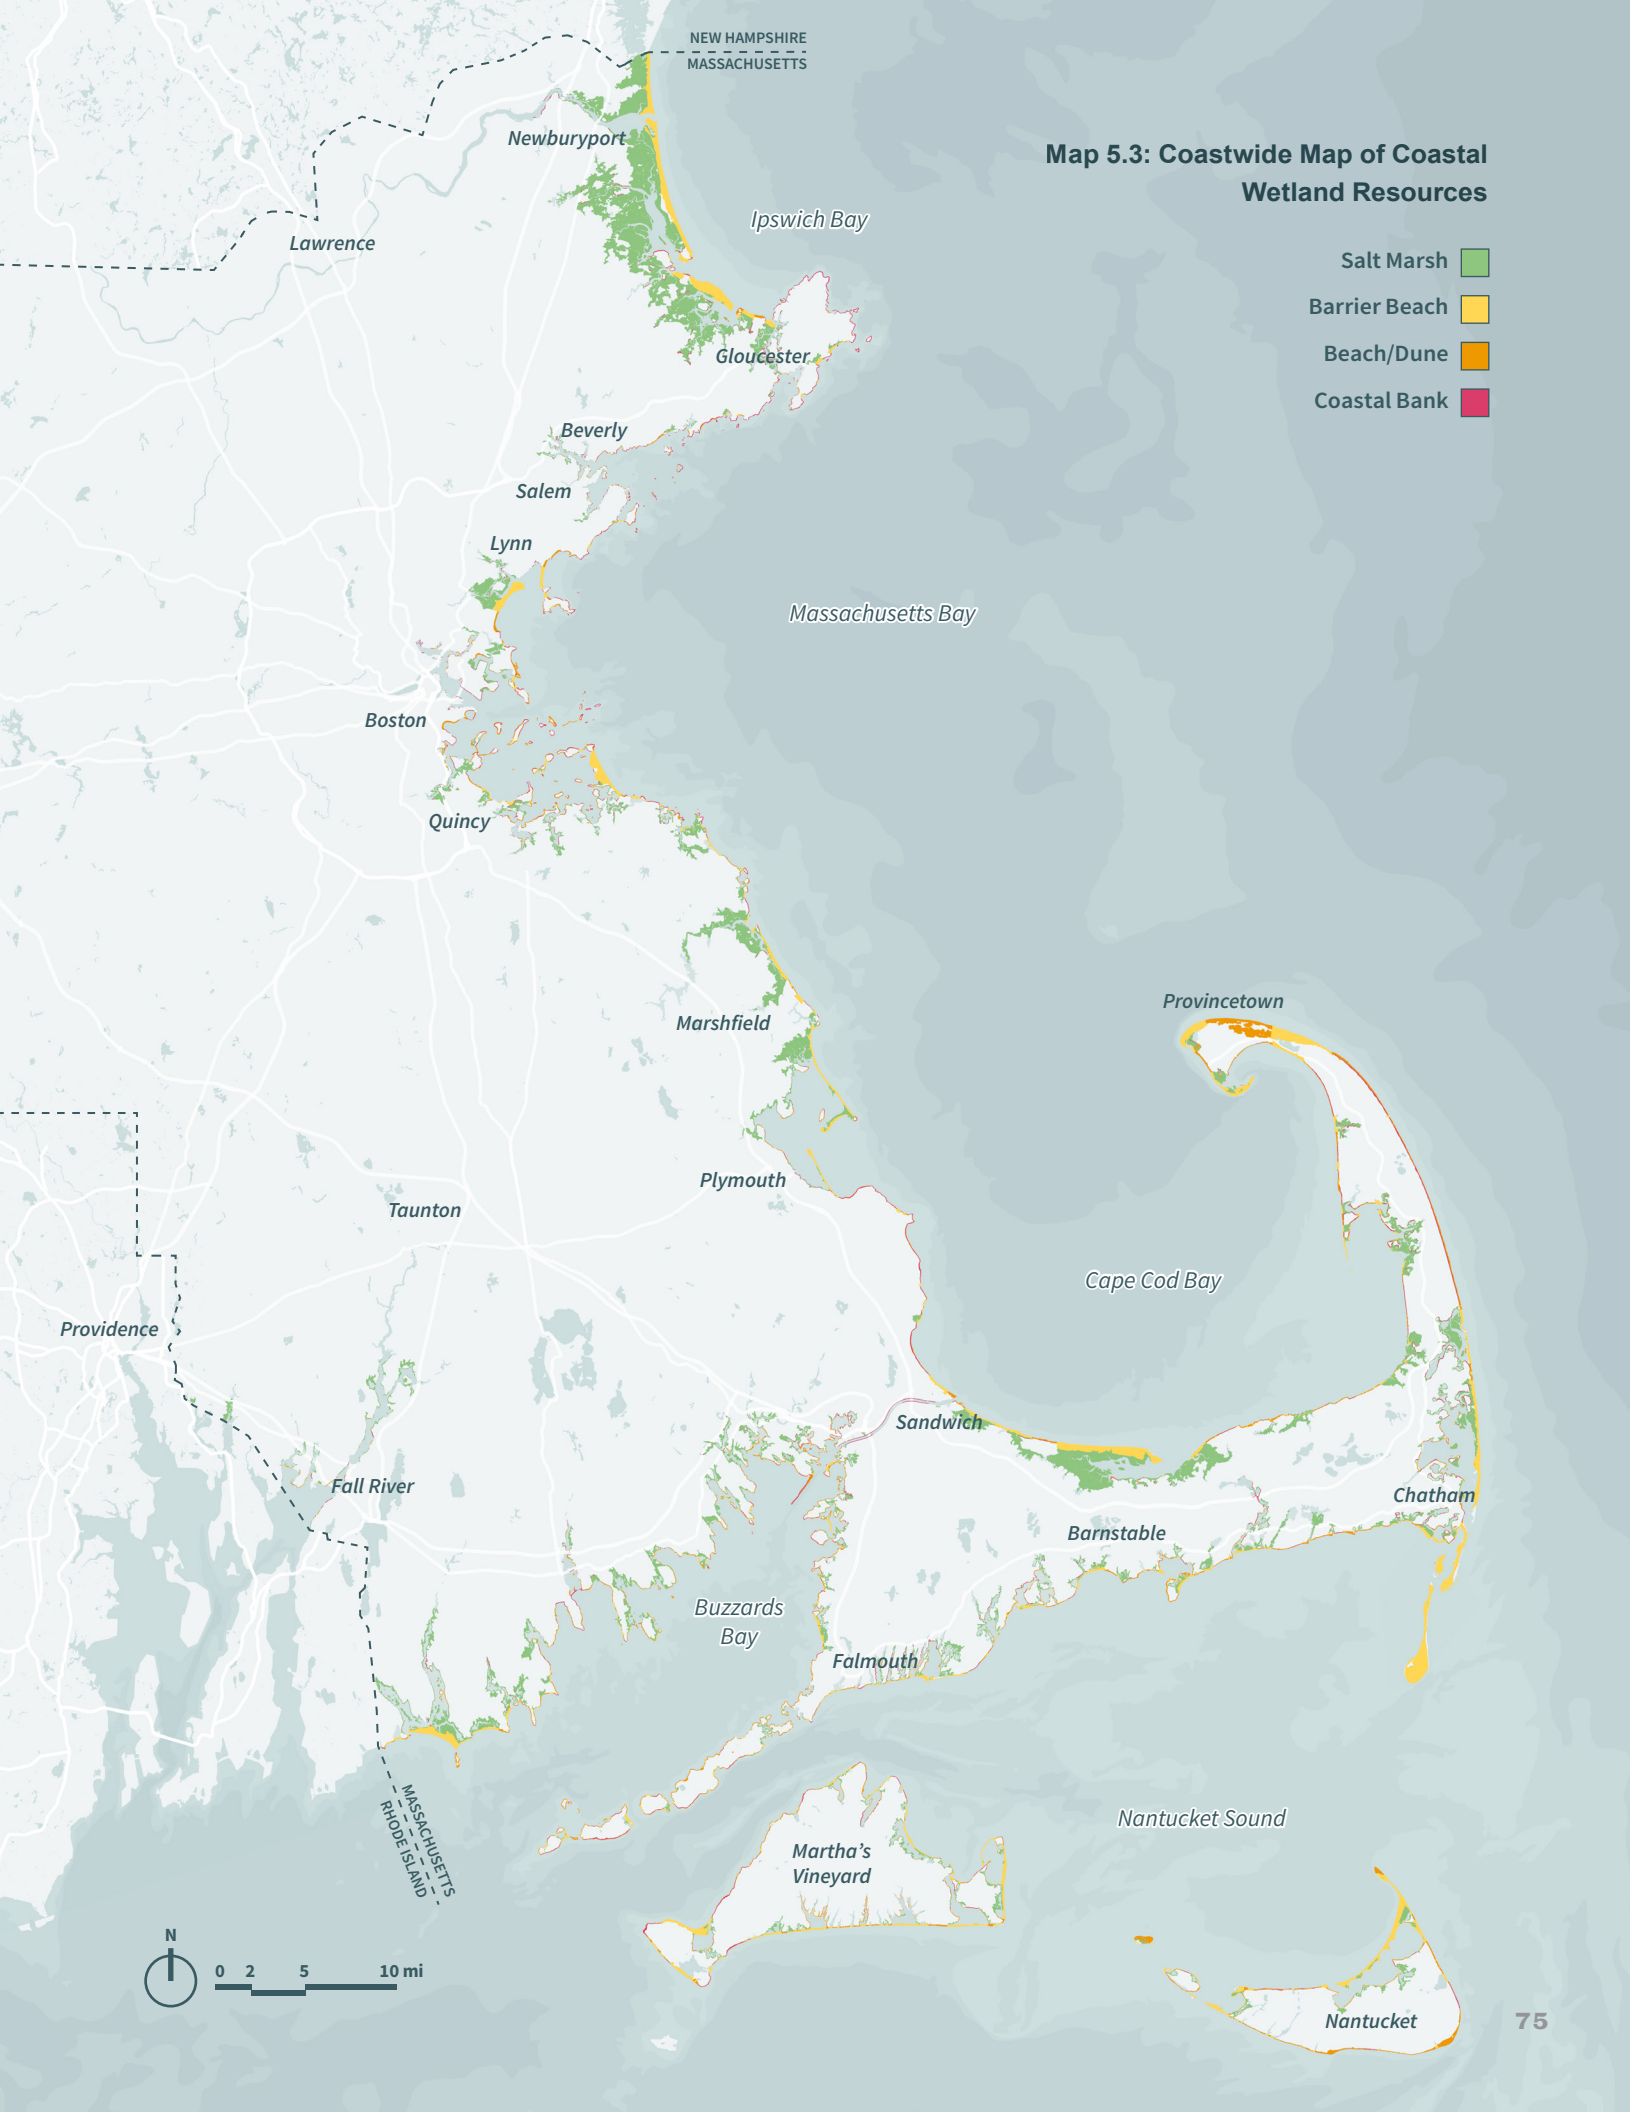 NEW HAMPSHIRE
MASSACHUSETTS
Newburyport
Map 5.3: Coastwide Map of Coastal
Wetland Resources
Ipswich Bay
Lawrence
Salt Marsh
Barrier Beach
Beach/Dune
Coastal Bank
Gloucester
Beverly
Salem
Lynn
Massachusetts Bay
Boston
Quincy
Provincetown
Marshfield
Plymouth
Taunton
Cape Cod Bay
Providence
Sandwich
Fall River
Chatham
Barnstable
Buzzards
Bay
Falmouth
MASSACHUSETTS
RHODE ISLAND
Nantucket Sound
Martha's
Vineyard
N
0 2 5 10 mi
Nantucket
75